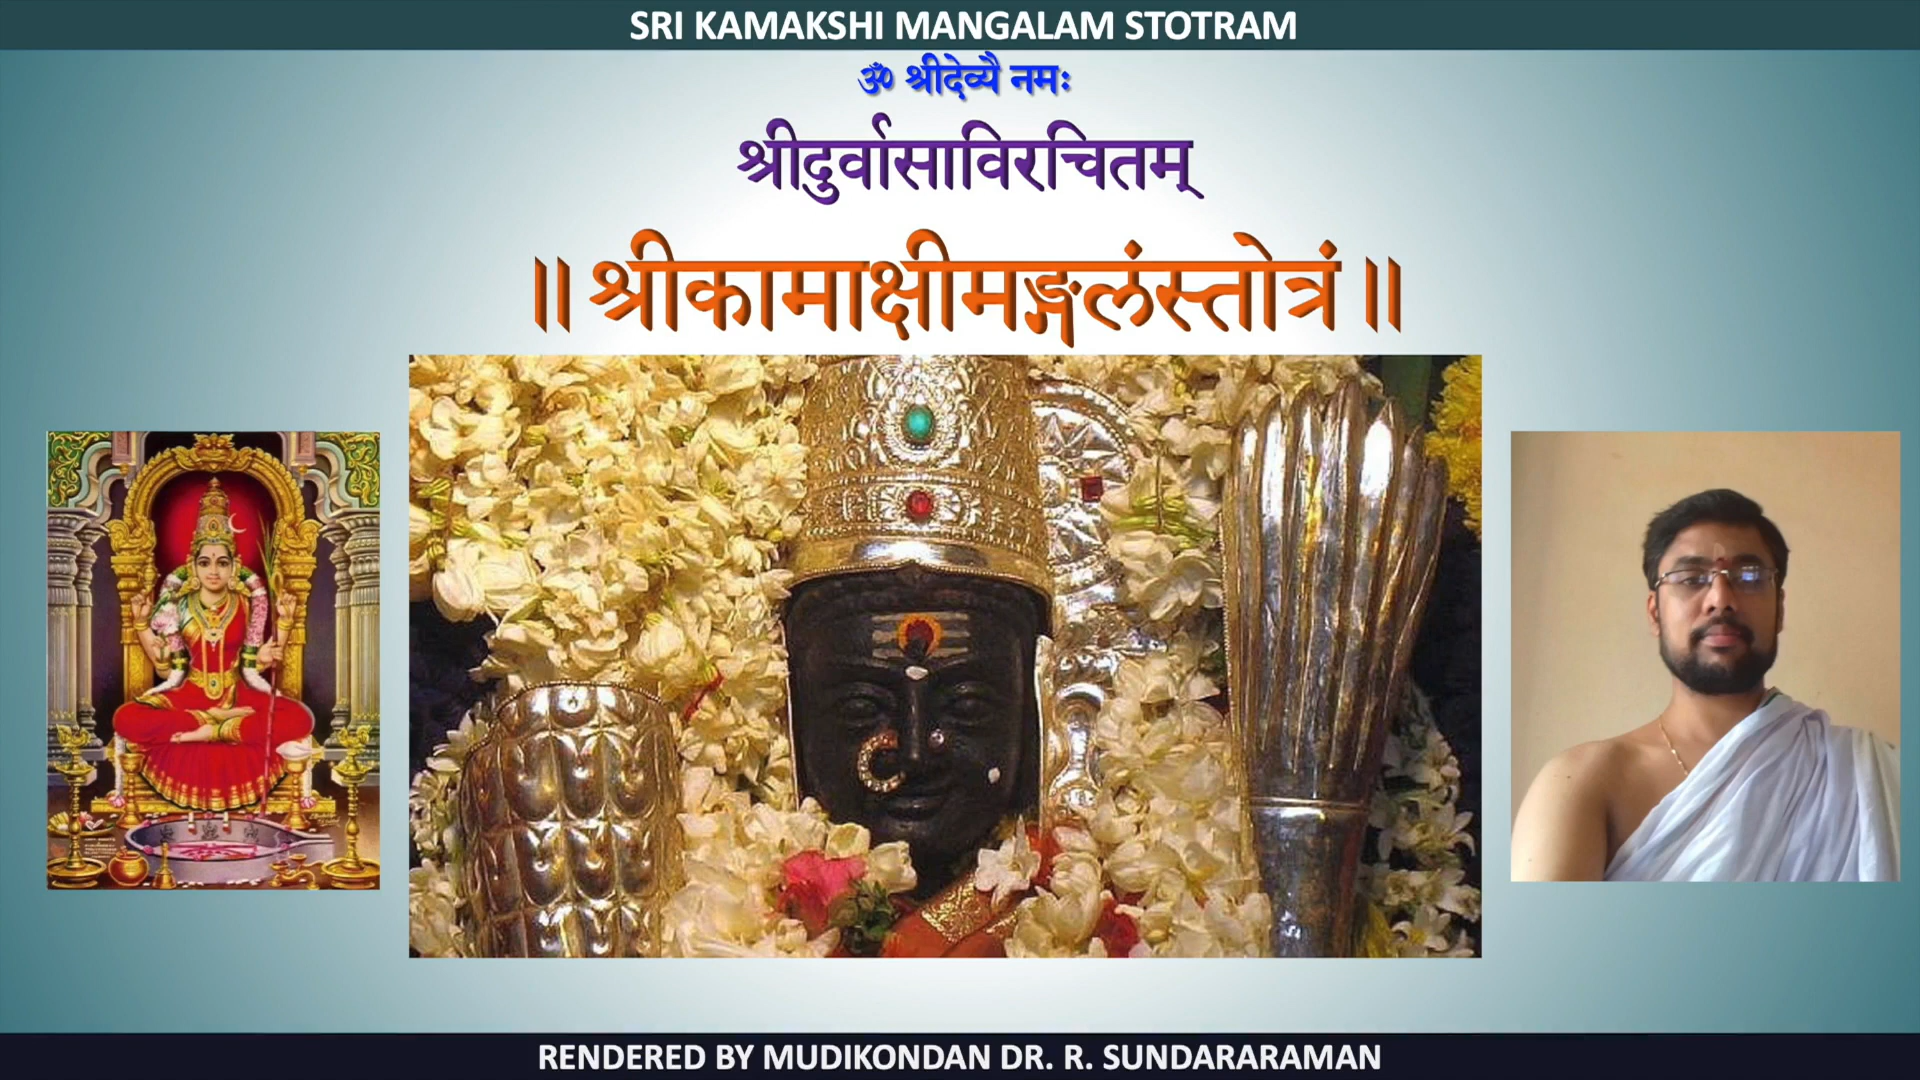 SRI KAMAKSHI MANGALAM STOTRAM
ॐ श्रीदेव्यै नमः
श्रीदुर्वासाविरचितम्
॥ श्रीकामाक्षीमङ्गलंस्तोत्रं ॥
RENDERED BY MUDIKONDAN DR. R. SUNDARARAMAN